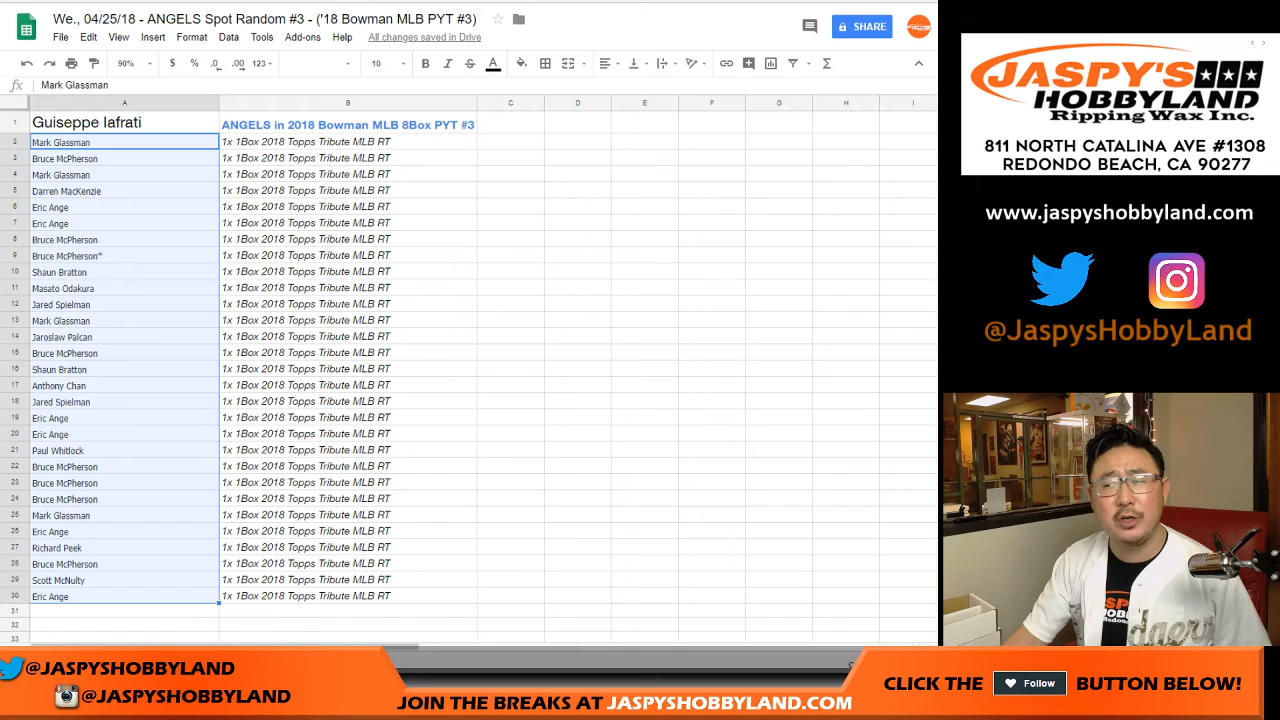 We., 04/25/18 - ANGELS Spot Random #3 - ('18 Bowman MLB PYT #3)
File Edit View Insert Format Data Tools Add-ons Help All changes saved in Drive
SHARE
90% $ % .0 .00 123 10 B I S A Σ
fx Mark Glassman
A B C D E F G H I
1 Guiseppe Iafrati ANGELS in 2018 Bowman MLB 8Box PYT #3
2 Mark Glassman 1x 1Box 2018 Topps Tribute MLB RT
3 Bruce McPherson 1x 1Box 2018 Topps Tribute MLB RT
4 Mark Glassman 1x 1Box 2018 Topps Tribute MLB RT
5 Darren MacKenzie 1x 1Box 2018 Topps Tribute MLB RT
6 Eric Ange 1x 1Box 2018 Topps Tribute MLB RT
7 Eric Ange 1x 1Box 2018 Topps Tribute MLB RT
8 Bruce McPherson 1x 1Box 2018 Topps Tribute MLB RT
9 Bruce McPherson* 1x 1Box 2018 Topps Tribute MLB RT
10 Shaun Bratton 1x 1Box 2018 Topps Tribute MLB RT
11 Masato Odakura 1x 1Box 2018 Topps Tribute MLB RT
12 Jared Spielman 1x 1Box 2018 Topps Tribute MLB RT
13 Mark Glassman 1x 1Box 2018 Topps Tribute MLB RT
14 Jaroslaw Palcan 1x 1Box 2018 Topps Tribute MLB RT
15 Bruce McPherson 1x 1Box 2018 Topps Tribute MLB RT
16 Shaun Bratton 1x 1Box 2018 Topps Tribute MLB RT
17 Anthony Chan 1x 1Box 2018 Topps Tribute MLB RT
18 Jared Spielman 1x 1Box 2018 Topps Tribute MLB RT
19 Eric Ange 1x 1Box 2018 Topps Tribute MLB RT
20 Eric Ange 1x 1Box 2018 Topps Tribute MLB RT
21 Paul Whitlock 1x 1Box 2018 Topps Tribute MLB RT
22 Bruce McPherson 1x 1Box 2018 Topps Tribute MLB RT
23 Bruce McPherson 1x 1Box 2018 Topps Tribute MLB RT
24 Bruce McPherson 1x 1Box 2018 Topps Tribute MLB RT
25 Mark Glassman 1x 1Box 2018 Topps Tribute MLB RT
26 Eric Ange 1x 1Box 2018 Topps Tribute MLB RT
27 Richard Peek 1x 1Box 2018 Topps Tribute MLB RT
28 Bruce McPherson 1x 1Box 2018 Topps Tribute MLB RT
29 Scott McNulty 1x 1Box 2018 Topps Tribute MLB RT
30 Eric Ange 1x 1Box 2018 Topps Tribute MLB RT
31
32
33
JASPY'S
HOBBYLAND
Ripping Wax Inc.
811 NORTH CATALINA AVE #1308
REDONDO BEACH, CA 90277
www.jaspyshobbyland.com
@JaspysHobbyLand
@JASPYSHOBBYLAND
@JASPYSHOBBYLAND
JOIN THE BREAKS AT JASPYSHOBBYLAND.COM
CLICK THE Follow BUTTON BELOW!